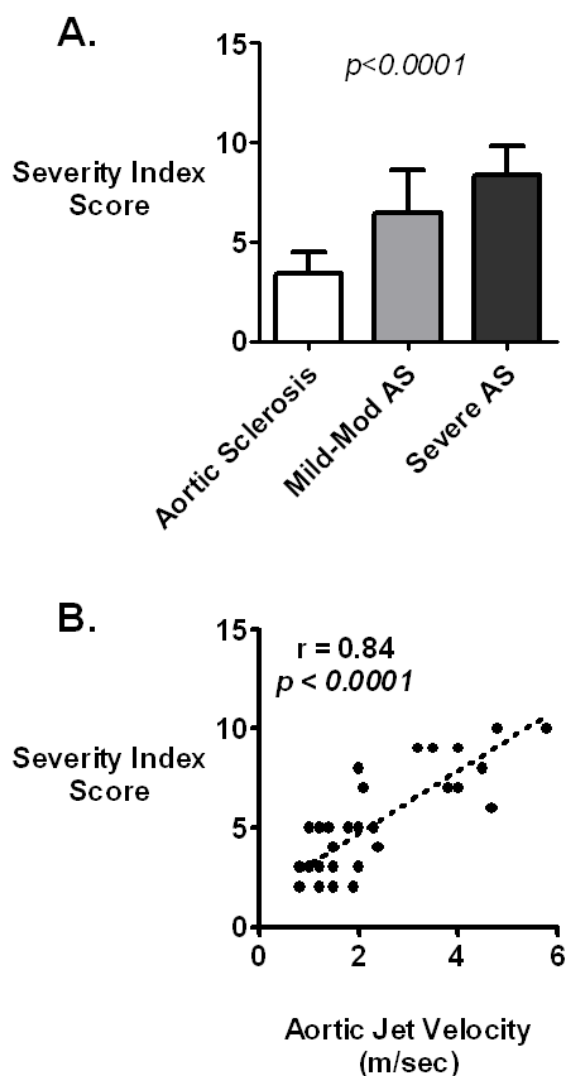 A.
15
p<0.0001
10
Severity Index
Score
5
0
Aortic Sclerosis
Mild-Mod AS
Severe AS
B.
15
r = 0.84
p < 0.0001
10
Severity Index
Score
5
0
0 2 4 6
Aortic Jet Velocity
(m/sec)